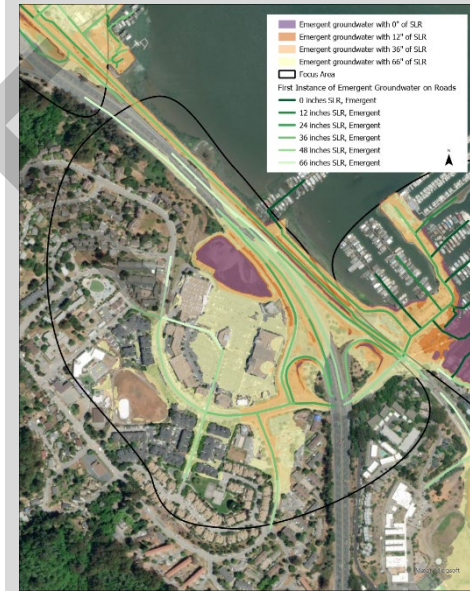 Emergent groundwater with 0" of SLR
Emergent groundwater with 12" of SLR
Emergent groundwater with 36" of SLR
Emergent groundwater with 66" of SLR
Focus Area
First Instance of Emergent Groundwater on Roads
0 inches SLR, Emergent
12 inches SLR, Emergent
24 inches SLR, Emergent
36 inches SLR, Emergent
48 inches SLR, Emergent
66 inches SLR, Emergent
N